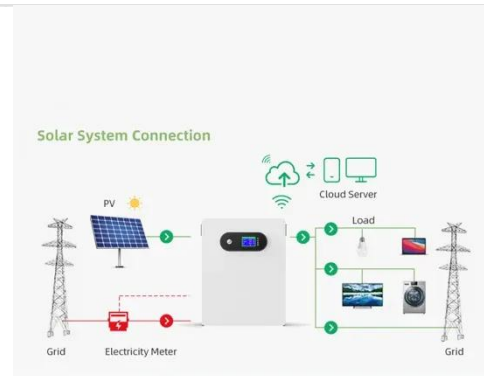 Solar System Connection
Cloud Server
PV
Load
Grid
Electricity Meter
Grid